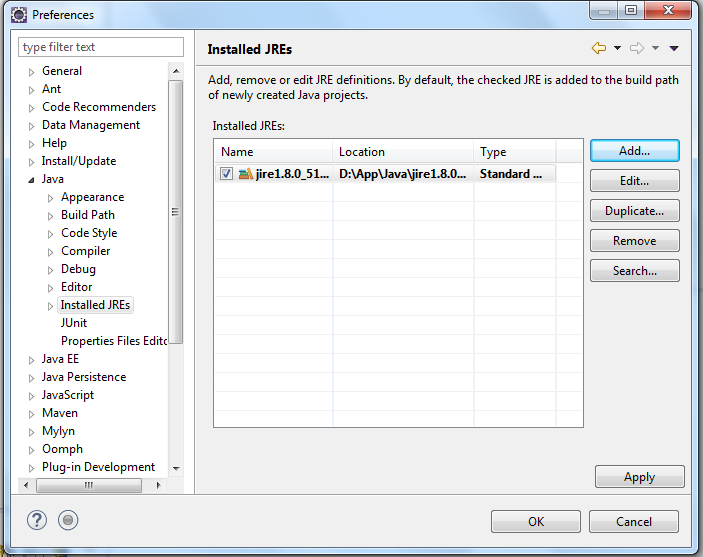 Preferences
type filter text
General
Ant
Code Recommenders
Data Management
Help
Install/Update
Java
Appearance
Build Path
Code Style
Compiler
Debug
Editor
Installed JREs
JUnit
Properties Files Editc
Java EE
Java Persistence
JavaScript
Maven
Mylyn
Oomph
Plug-in Development
Installed JREs
Add, remove or edit JRE definitions. By default, the checked JRE is added to the build path
of newly created Java projects.
Installed JREs:
Name Location Type
jire1.8.0_51 D:\App\Java\jire1.8.0... Standard ...
Add...
Edit...
Duplicate...
Remove
Search...
Apply
OK Cancel